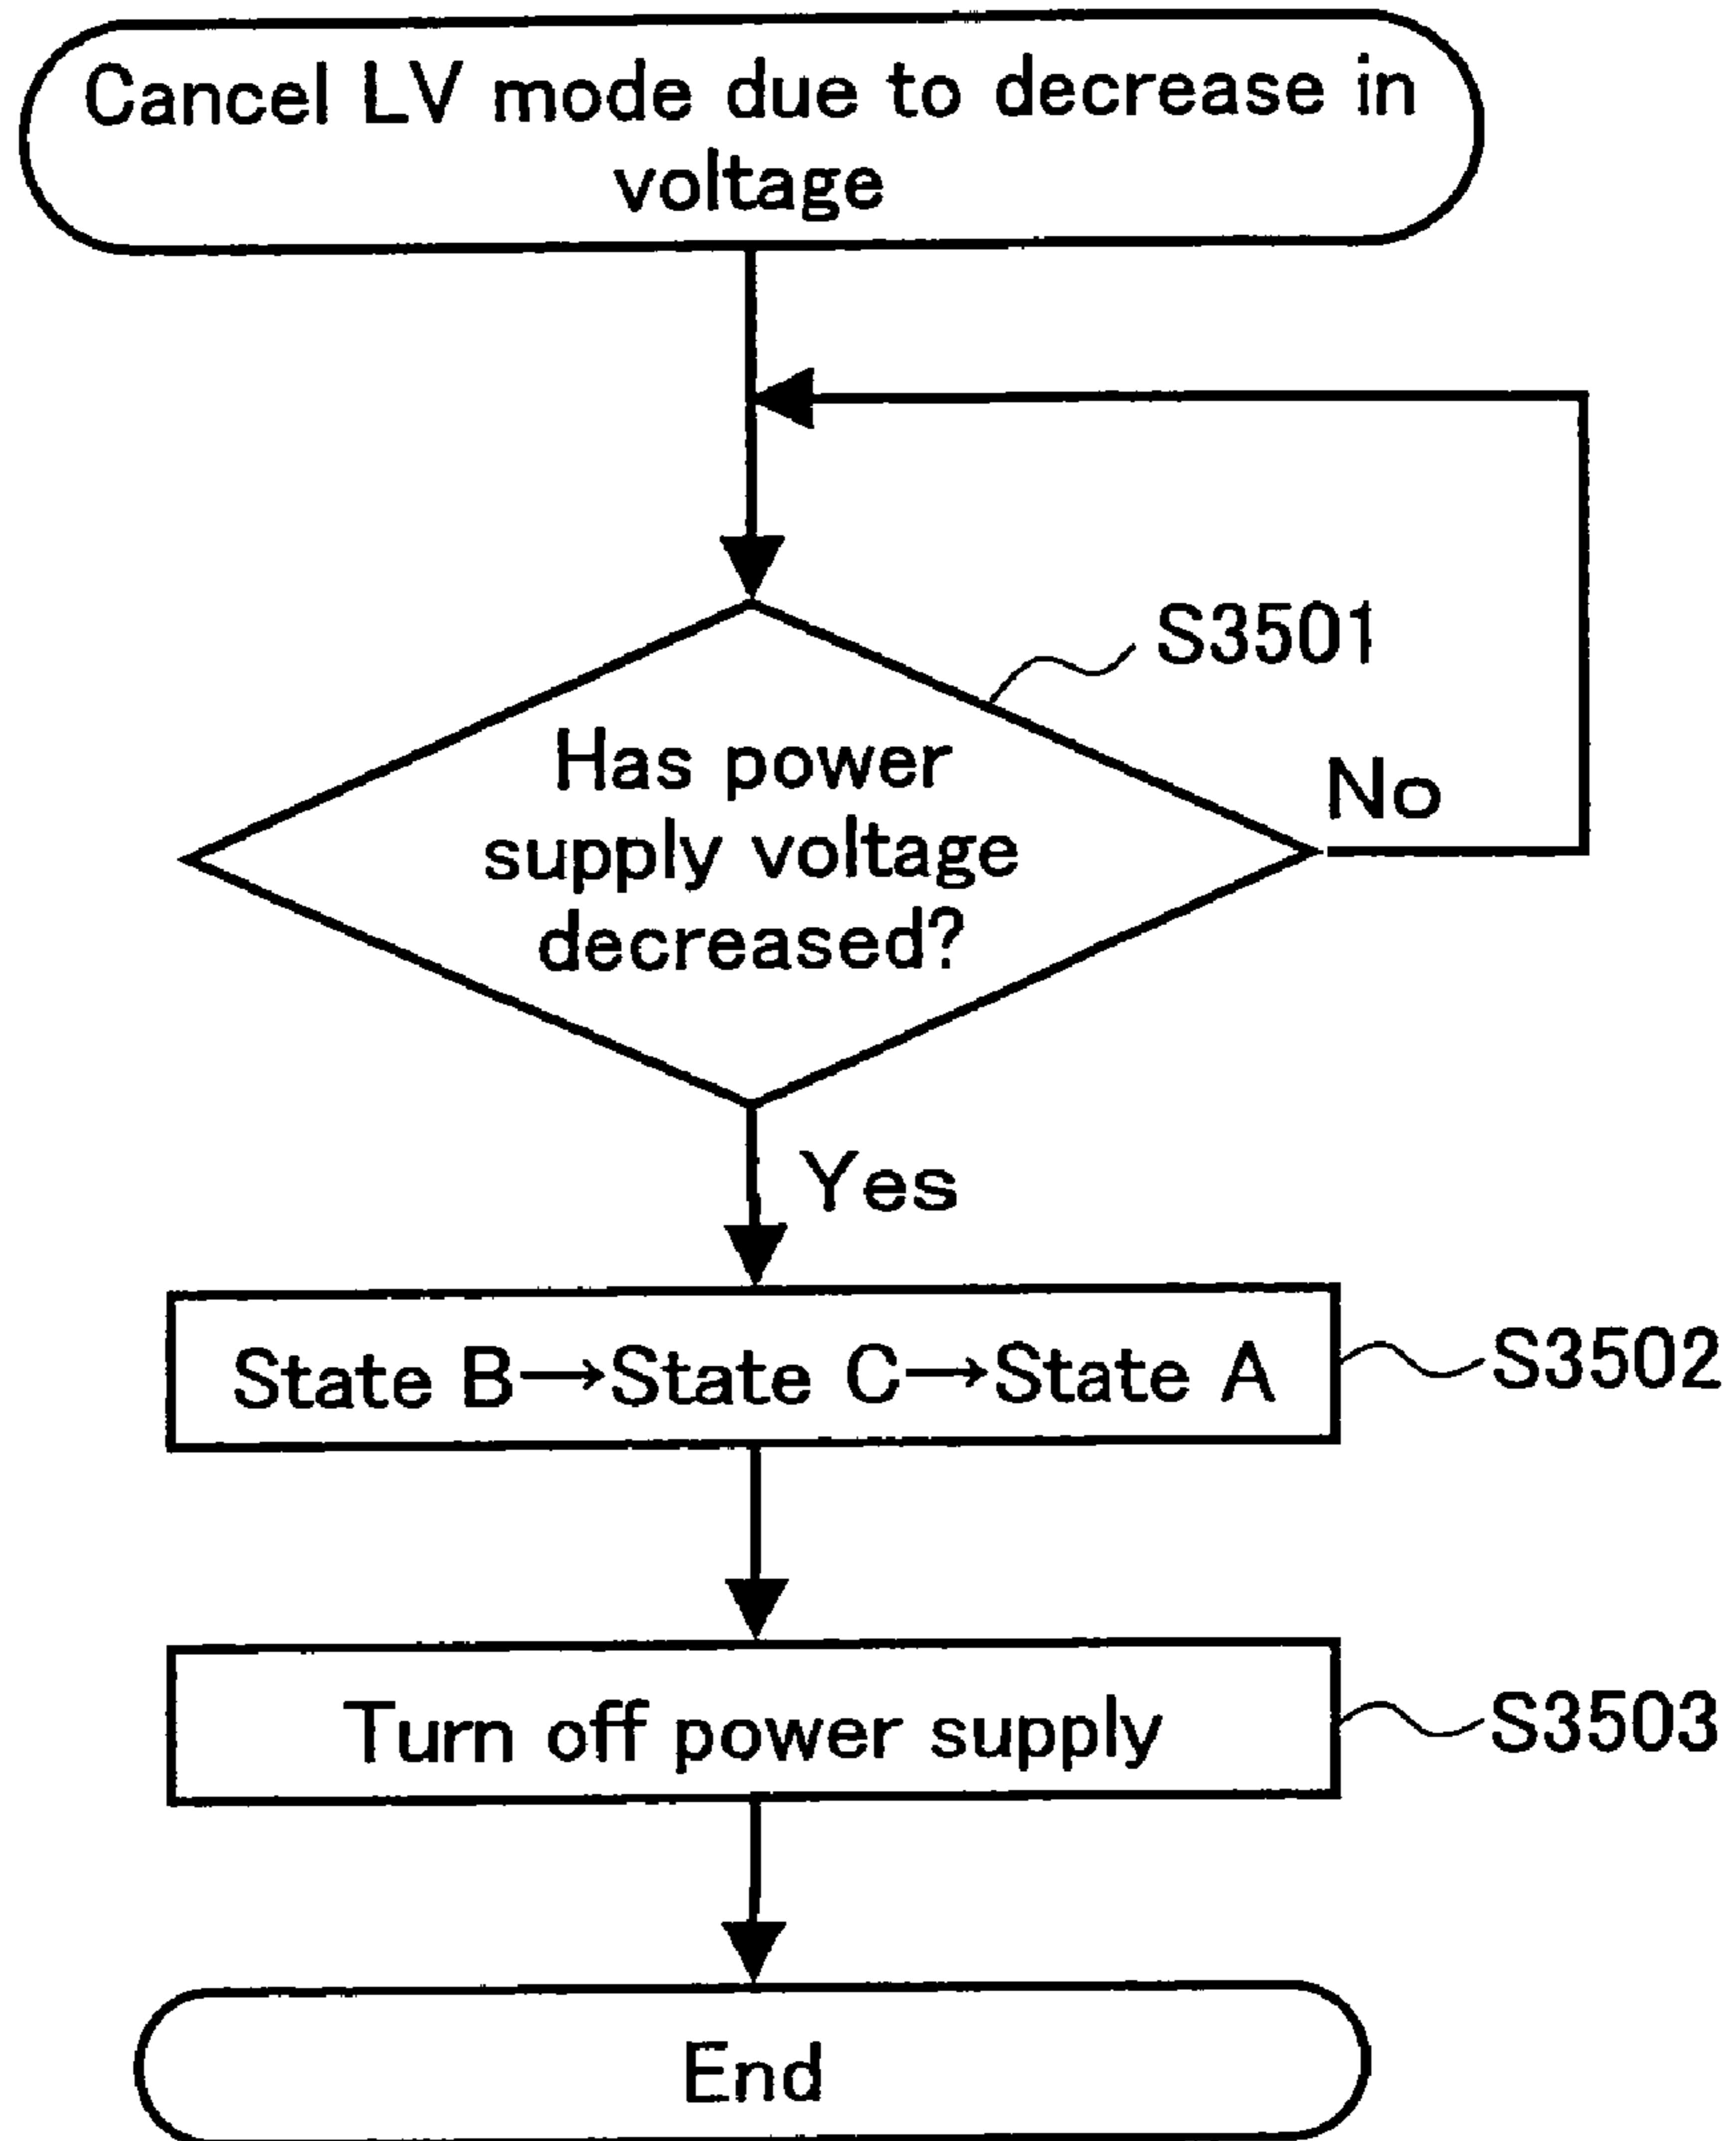 Cancel LV mode due to decrease in
voltage
S3501
Has power
supply voltage
decreased?
No
Yes
State B→State C→State A
S3502
Turn off power supply
S3503
End